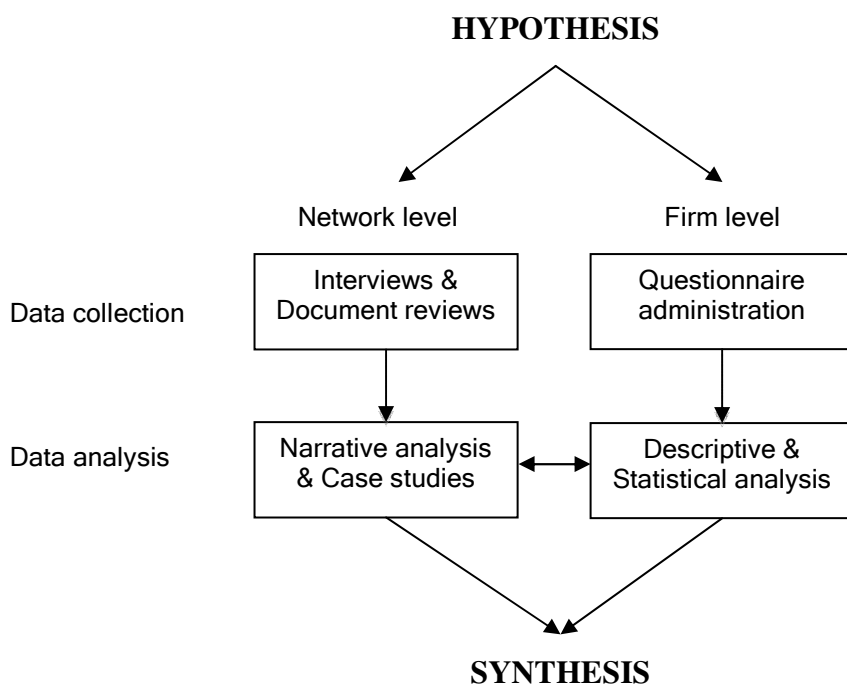 HYPOTHESIS
Network level
Firm level
Data collection
Interviews &
Document reviews
Questionnaire
administration
Data analysis
Narrative analysis
& Case studies
Descriptive &
Statistical analysis
SYNTHESIS